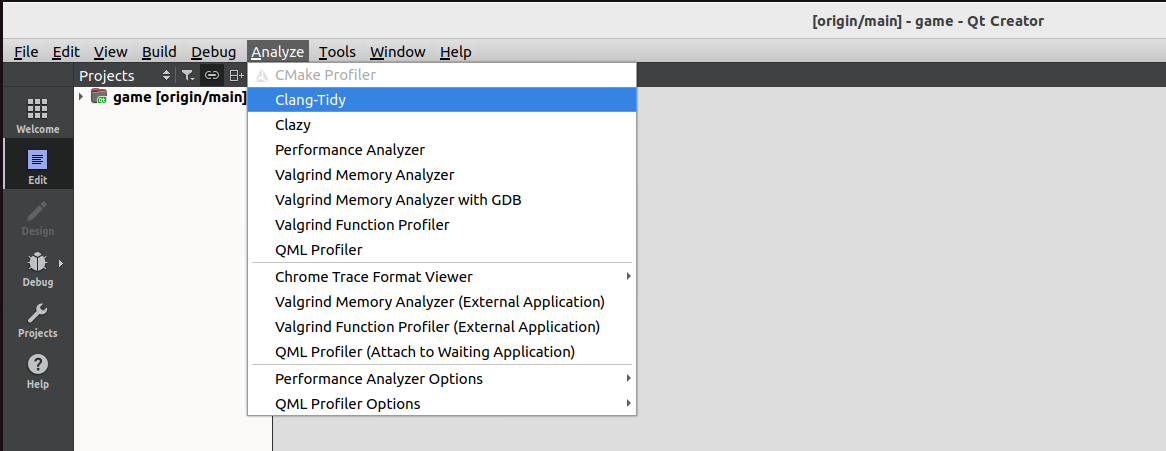 [origin/main] - game - Qt Creator
File Edit View Build Debug Analyze Tools Window Help
Projects
game [origin/main]
Welcome
Edit
Design
Debug
Projects
Help
CMake Profiler
Clang-Tidy
Clazy
Performance Analyzer
Valgrind Memory Analyzer
Valgrind Memory Analyzer with GDB
Valgrind Function Profiler
QML Profiler
Chrome Trace Format Viewer
Valgrind Memory Analyzer (External Application)
Valgrind Function Profiler (External Application)
QML Profiler (Attach to Waiting Application)
Performance Analyzer Options
QML Profiler Options